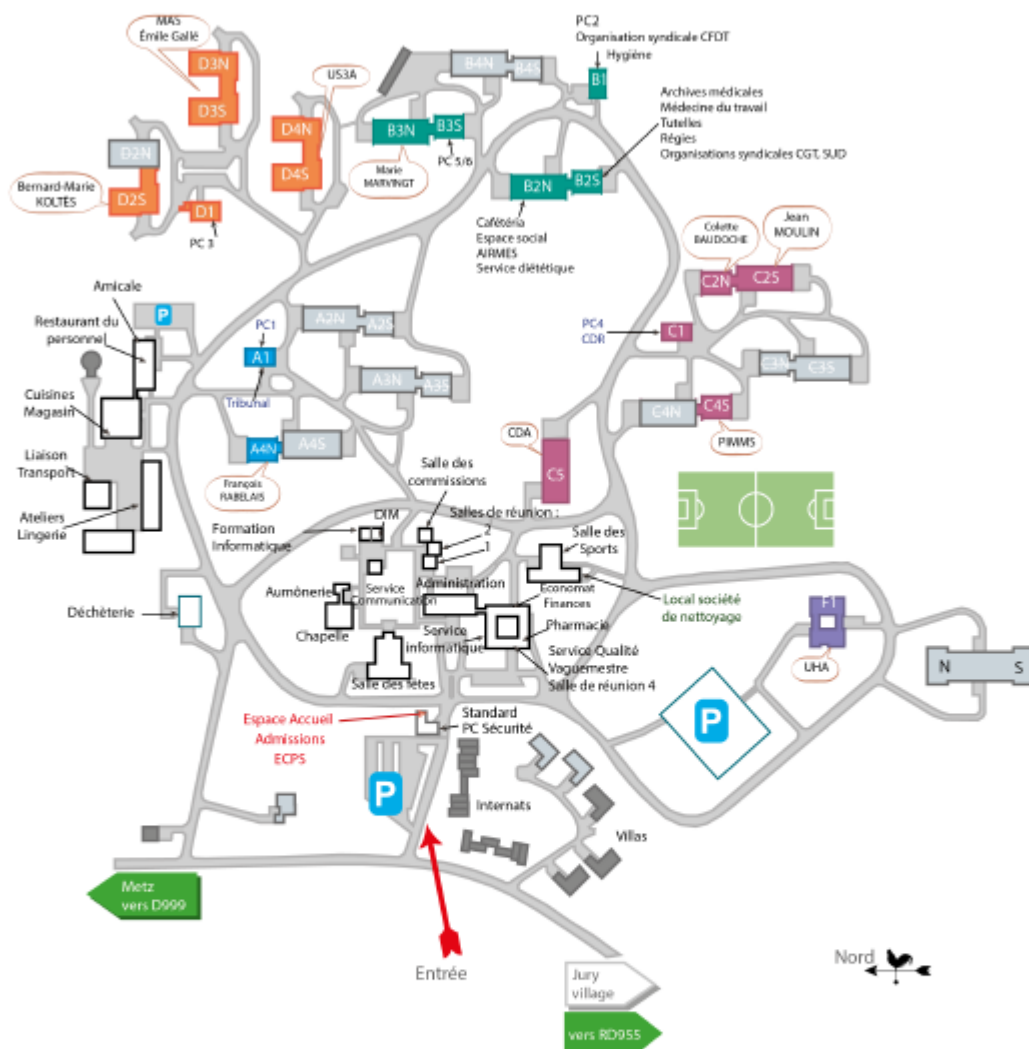 MAS
Émile Gallé
D3N
D3S
US3A
D4N
D4S
D2N
D2S
Bernard-Marie
KOLTÈS
D1
PC 3
B4N
B4S
B3N
B3S
PC 5/6
Marie
MARVINGT
PC2
Organisation syndicale CFDT
Hygiène
B1
Archives médicales
Médecine du travail
Tutelles
Régies
Organisations syndicales CGT, SUD
B2N
B2S
Cafétéria
Espace social
AIRMES
Service diététique
Colette
BAUDOCHE
Jean
MOULIN
C2N
C2S
PC4
CDR
C1
C3N
C3S
C4N
C4S
PIMMS
CDA
C5
Amicale
P
Restaurant du
personnel
Cuisines
Magasin
Liaison
Transport
Ateliers
Lingerie
PC1
A1
Tribunal
A2N
A2S
A3N
A3S
A4N
A4S
François
RABELAIS
Salle des
commissions
Salles de réunion :
2
1
DIM
Formation
Informatique
Service
Communication
Administration
Aumônerie
Chapelle
Salle des fêtes
Service
informatique
Salle des
Sports
Economat
Finances
Pharmacie
Local société
de nettoyage
Service Qualité
Vaguemestre
Salle de réunion 4
Déchèterie
F1
UHA
N
S
P
Espace Accueil
Admissions
ECPS
Standard
PC Sécurité
P
Internats
Villas
Metz
vers D999
Entrée
Jury
village
vers RD955
Nord